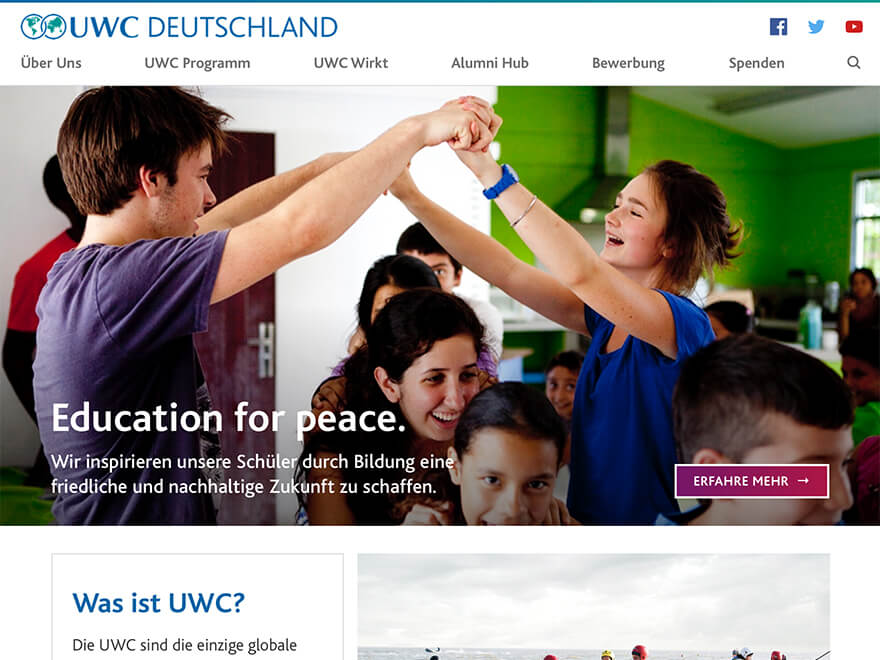 UWC DEUTSCHLAND
Über Uns UWC Programm UWC Wirkt Alumni Hub Bewerbung Spenden
Education for peace.
Wir inspirieren unsere Schüler durch Bildung eine
friedliche und nachhaltige Zukunft zu schaffen.
ERFAHRE MEHR →
Was ist UWC?
Die UWC sind die einzige globale